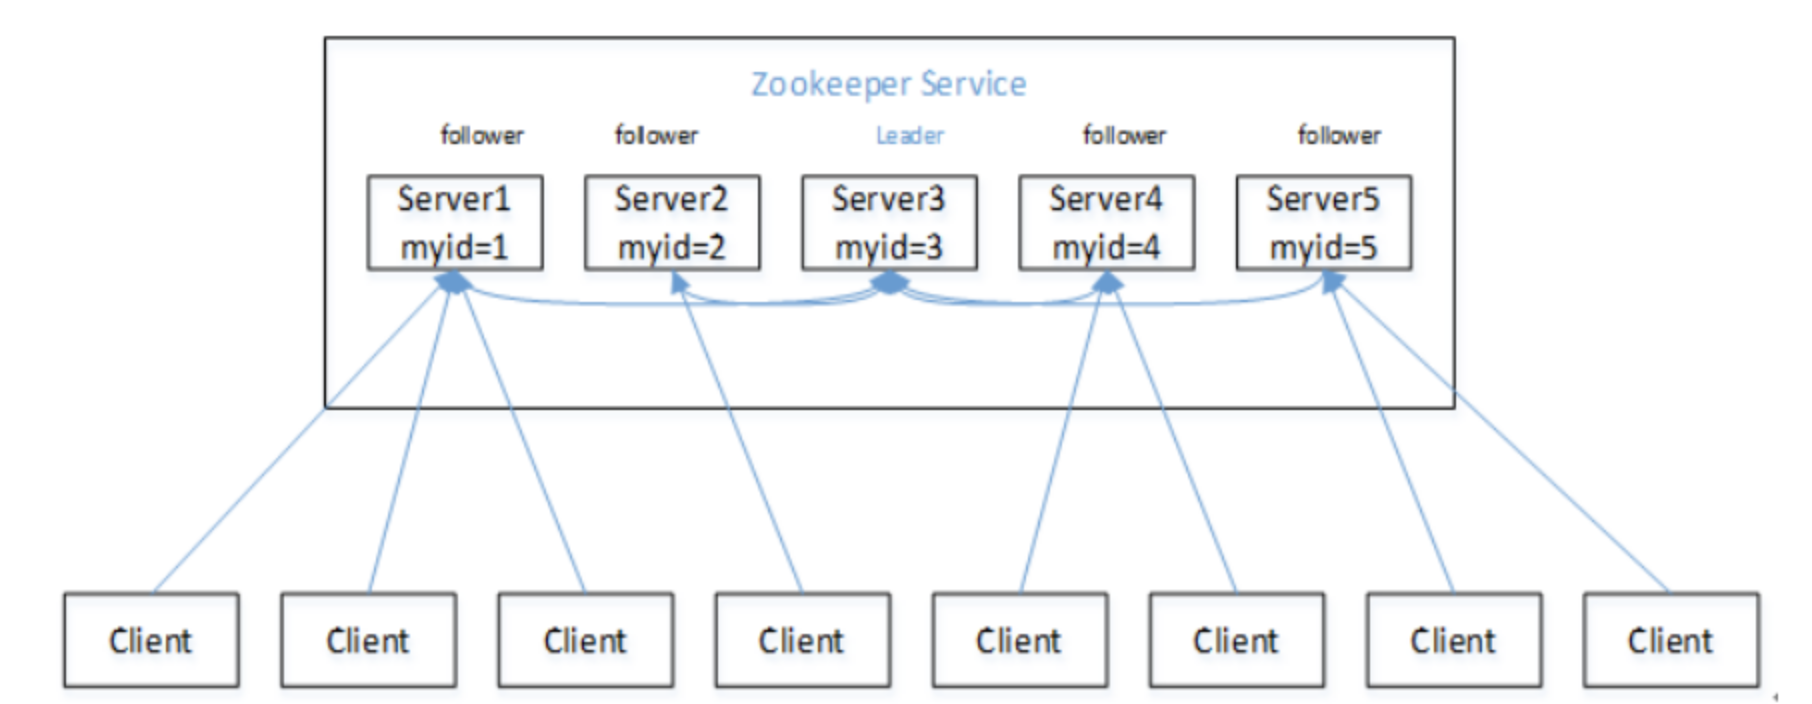 Zookeeper Service
follower follower Leader follower follower
Server1 Server2 Server3 Server4 Server5
myid=1 myid=2 myid=3 myid=4 myid=5
Client Client Client Client Client Client Client Client